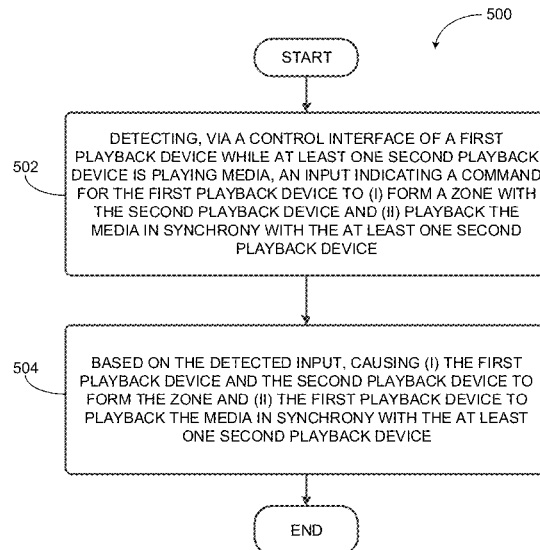 500
START
DETECTING, VIA A CONTROL INTERFACE OF A FIRST
PLAYBACK DEVICE WHILE AT LEAST ONE SECOND PLAYBACK
DEVICE IS PLAYING MEDIA, AN INPUT INDICATING A COMMAND
FOR THE FIRST PLAYBACK DEVICE TO (I) FORM A ZONE WITH
THE SECOND PLAYBACK DEVICE AND (II) PLAYBACK THE
MEDIA IN SYNCHRONY WITH THE AT LEAST ONE SECOND
PLAYBACK DEVICE
502
BASED ON THE DETECTED INPUT, CAUSING (I) THE FIRST
PLAYBACK DEVICE AND THE SECOND PLAYBACK DEVICE TO
FORM THE ZONE AND (II) THE FIRST PLAYBACK DEVICE TO
PLAYBACK THE MEDIA IN SYNCHRONY WITH THE AT LEAST
ONE SECOND PLAYBACK DEVICE
504
END